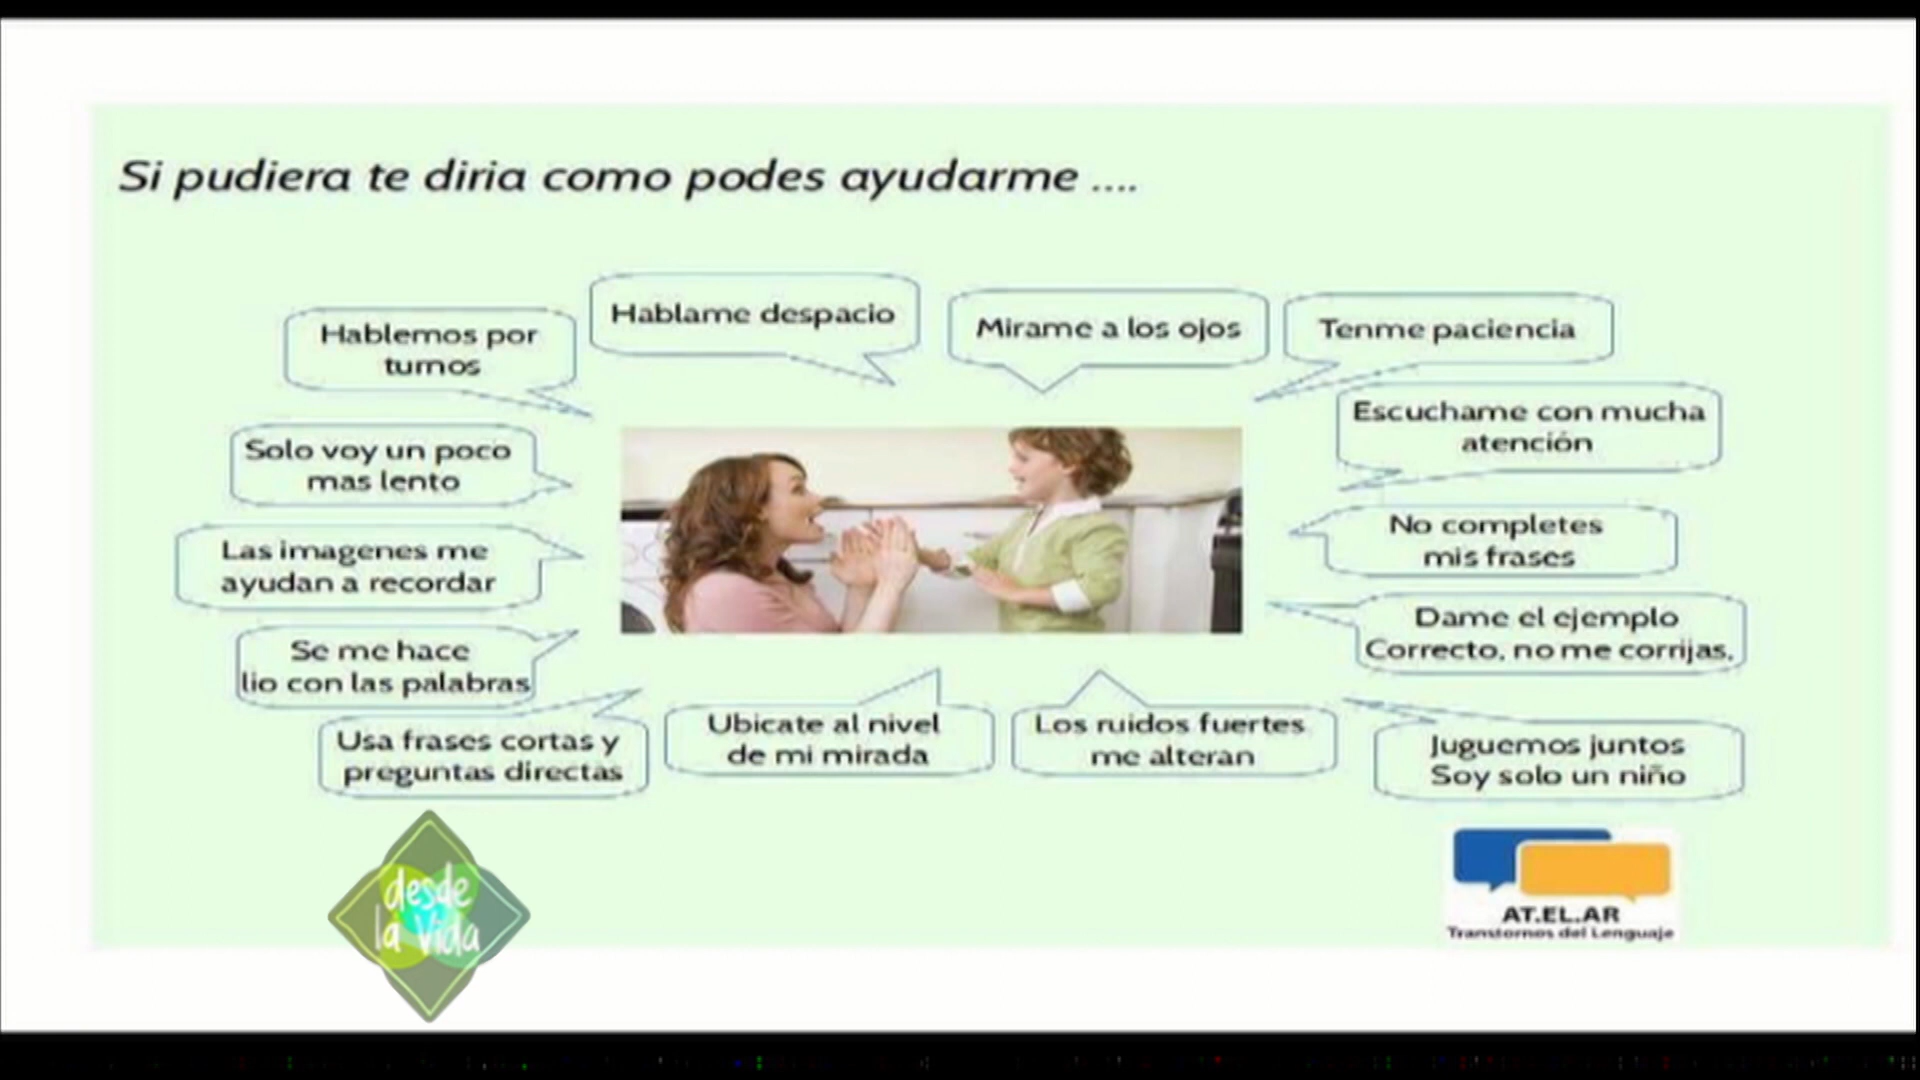 Si pudiera te diria como podes ayudarme ....
Hablemos por
turnos
Hablame despacio
Mirame a los ojos
Tenme paciencia
Solo voy un poco
mas lento
Escuchame con mucha
atención
Las imagenes me
ayudan a recordar
No completes
mis frases
Se me hace
lio con las palabras
Dame el ejemplo
Correcto, no me corrijas.
Usa frases cortas y
preguntas directas
Ubicate al nivel
de mi mirada
Los ruidos fuertes
me alteran
Juguemos juntos
Soy solo un niño
desde
la Vida
AT.EL.AR
Transtornos del Lenguaje